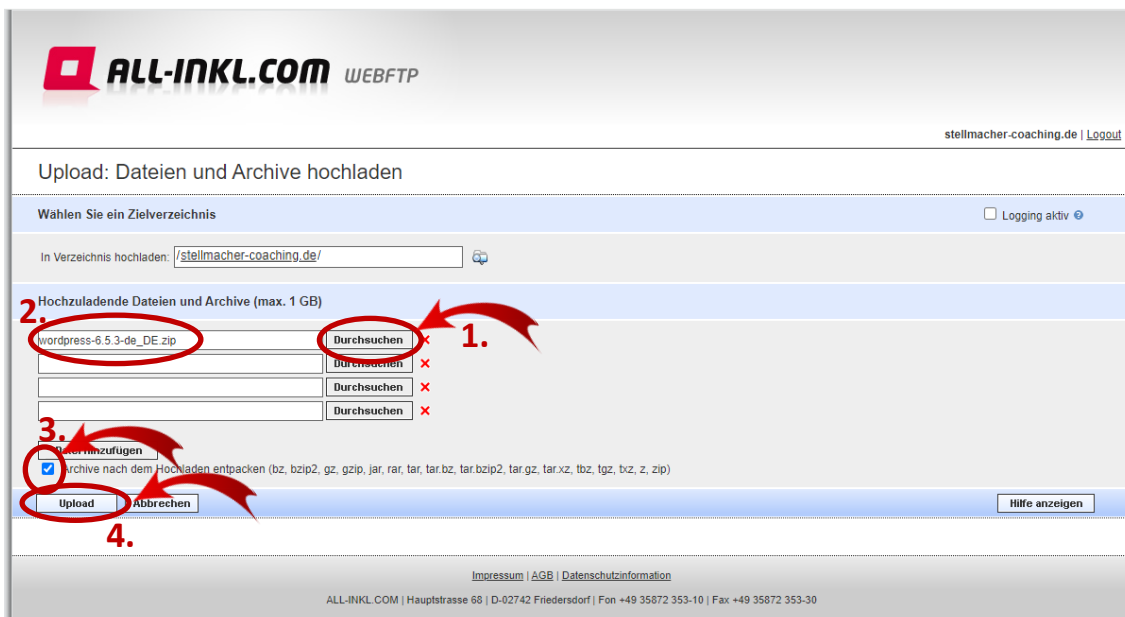 ALL-INKL.COM WEBFTP
stellmacher-coaching.de | Logout
Upload: Dateien und Archive hochladen
Wählen Sie ein Zielverzeichnis
Logging aktiv
In Verzeichnis hochladen: /stellmacher-coaching.de/
Hochzuladende Dateien und Archive (max. 1 GB)
2.
wordpress-6.5.3-de_DE.zip Durchsuchen
1.
Durchsuchen
Durchsuchen
Durchsuchen
3.
Datei hinzufügen
Archive nach dem Hochladen entpacken (bz, bzip2, gz, gzip, jar, rar, tar, tar.bz, tar.bzip2, tar.gz, tar.xz, tbz, tgz, txz, z, zip)
Upload Abbrechen Hilfe anzeigen
4.
Impressum | AGB | Datenschutzinformation
ALL-INKL.COM | Hauptstrasse 68 | D-02742 Friedersdorf | Fon +49 35872 353-10 | Fax +49 35872 353-30